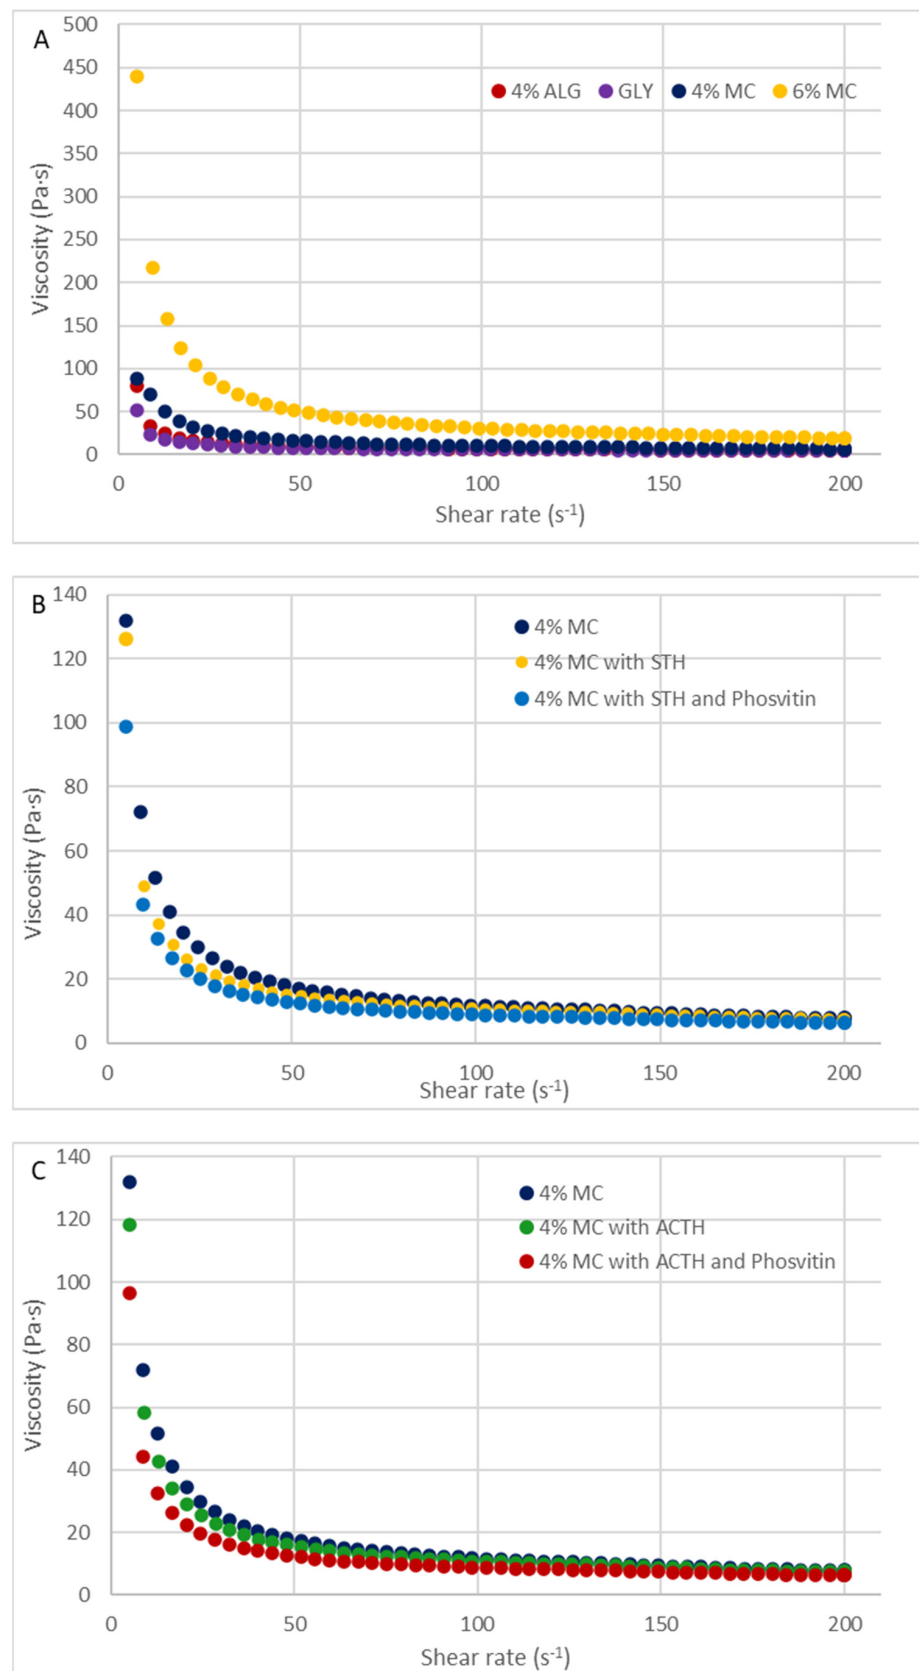 A
500
450
400
350
300
250
200
150
100
50
0
Viscosity (Pa·s)
4% ALG GLY 4% MC 6% MC
0 50 100 150 200
Shear rate (s⁻¹)
B
140
120
100
80
60
40
20
0
Viscosity (Pa·s)
4% MC
4% MC with STH
4% MC with STH and Phosvitin
0 50 100 150 200
Shear rate (s⁻¹)
C
140
120
100
80
60
40
20
0
Viscosity (Pa·s)
4% MC
4% MC with ACTH
4% MC with ACTH and Phosvitin
0 50 100 150 200
Shear rate (s⁻¹)